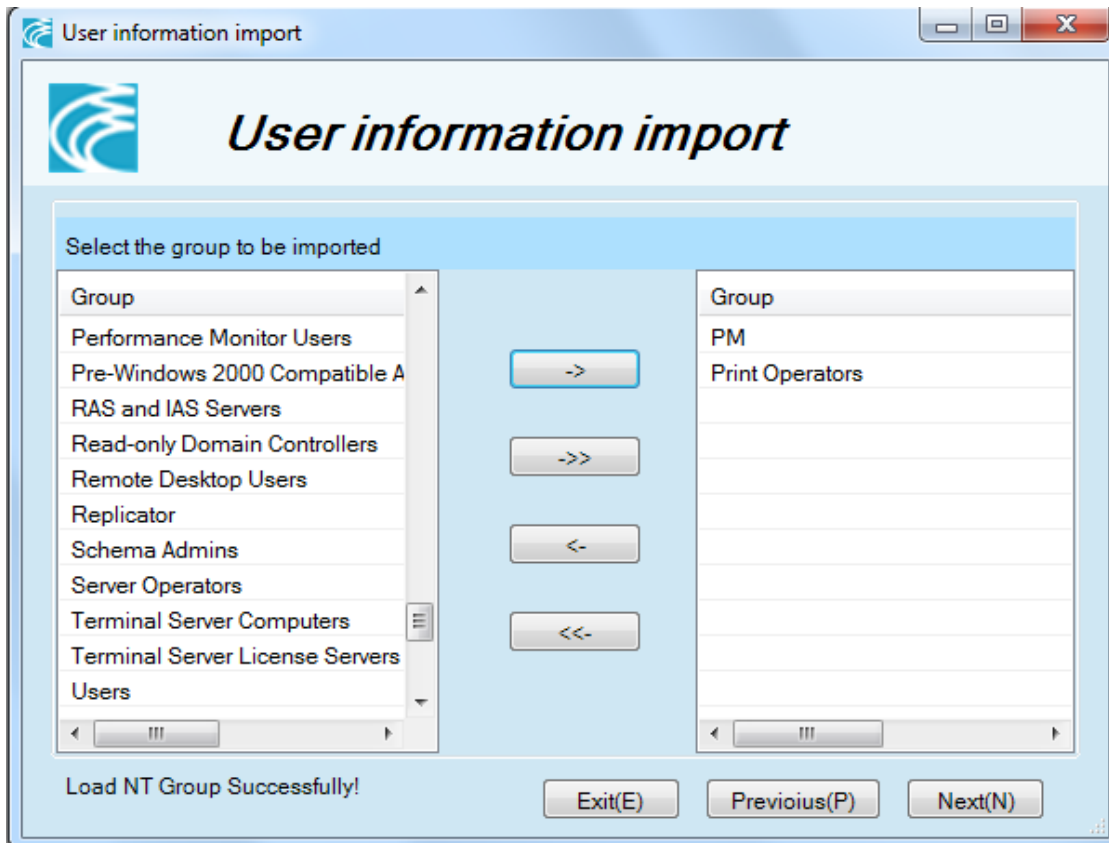 User information import
User information import
Select the group to be imported
Group
Performance Monitor Users
Pre-Windows 2000 Compatible A
RAS and IAS Servers
Read-only Domain Controllers
Remote Desktop Users
Replicator
Schema Admins
Server Operators
Terminal Server Computers
Terminal Server License Servers
Users
->
->>
<-
<<-
Group
PM
Print Operators
Load NT Group Successfully!
Exit(E)
Previoius(P)
Next(N)